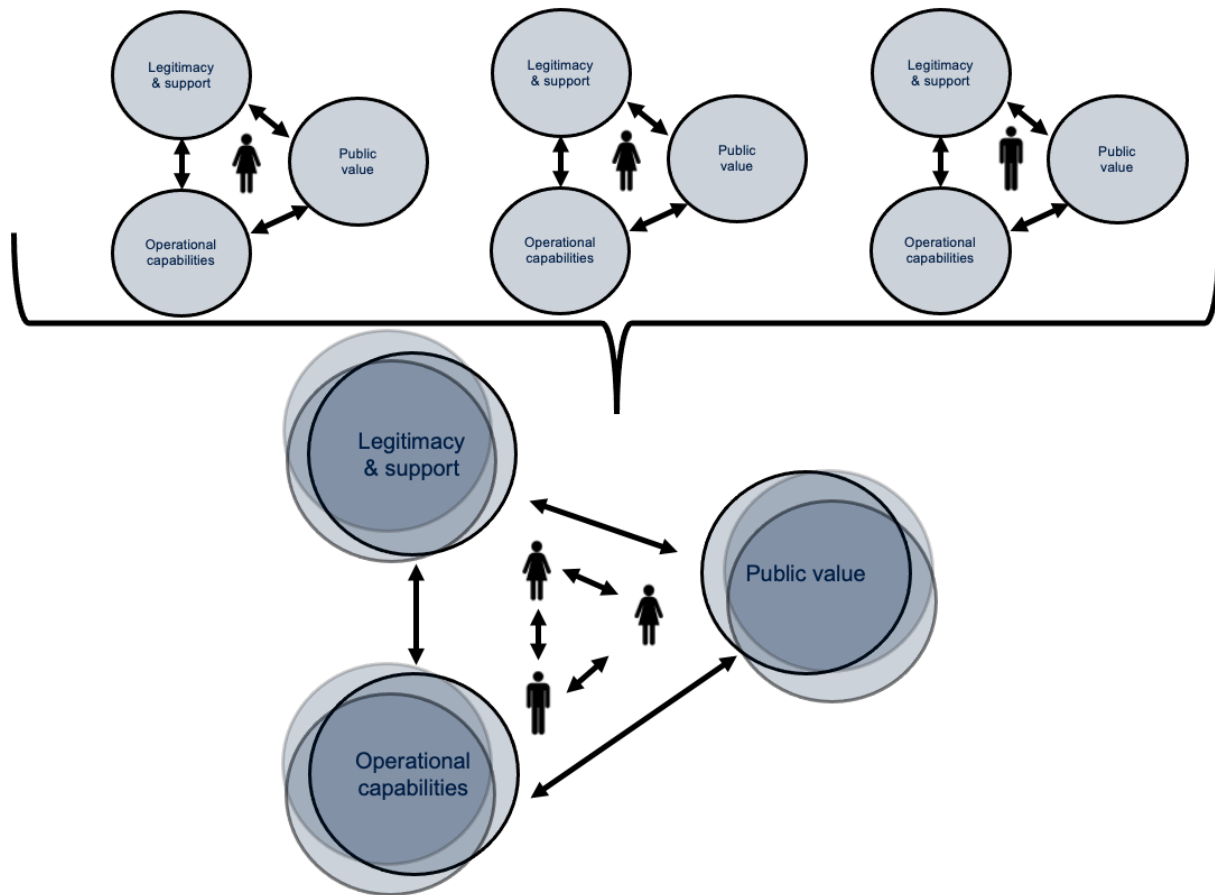 Legitimacy
& support
Public
value
Operational
capabilities
Legitimacy
& support
Public
value
Operational
capabilities
Legitimacy
& support
Public
value
Operational
capabilities
Legitimacy
& support
Public value
Operational
capabilities